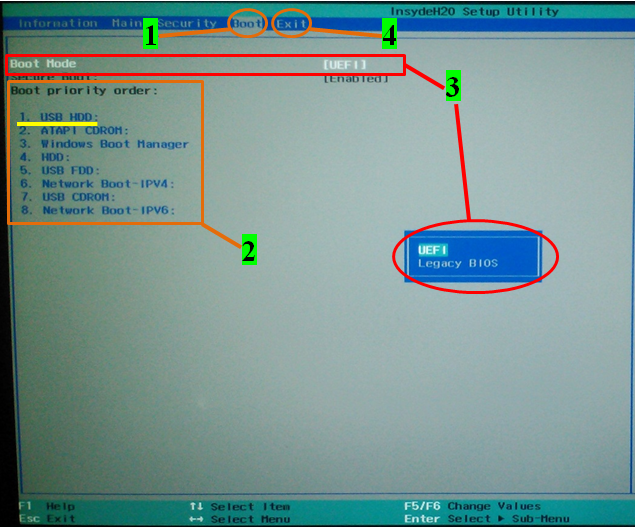 InsydeH20 Setup Utility
Information Main Security Boot Exit
1
4
Boot Mode [UEFI]
Secure Boot: [Enabled]
3
Boot priority order:
1. USB HDD:
2. ATAPI CDROM:
3. Windows Boot Manager
4. HDD:
5. USB FDD:
6. Network Boot-IPV4:
7. USB CDROM:
8. Network Boot-IPV6:
2
UEFI
Legacy BIOS
F1 Help ↑↓ Select Item F5/F6 Change Values
Esc Exit ←→ Select Menu Enter Select ▶ Sub-Menu